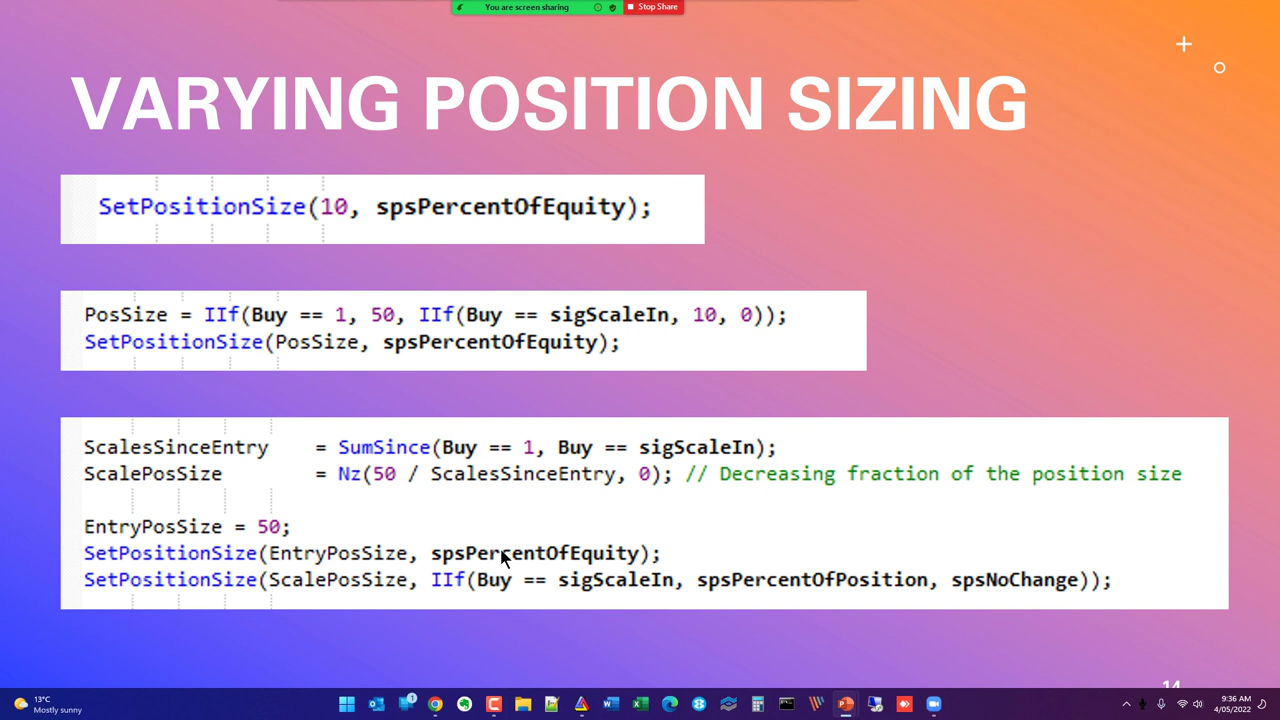 You are screen sharing
Stop Share
VARYING POSITION SIZING
SetPositionSize(10, spsPercentOfEquity);
PosSize = IIf(Buy == 1, 50, IIf(Buy == sigScaleIn, 10, 0));
SetPositionSize(PosSize, spsPercentOfEquity);
ScalesSinceEntry = SumSince(Buy == 1, Buy == sigScaleIn);
ScalePosSize = Nz(50 / ScalesSinceEntry, 0); // Decreasing fraction of the position size
EntryPosSize = 50;
SetPositionSize(EntryPosSize, spsPercentOfEquity);
SetPositionSize(ScalePosSize, IIf(Buy == sigScaleIn, spsPercentOfPosition, spsNoChange));
14
13°C
Mostly sunny
1
9:36 AM
4/05/2022